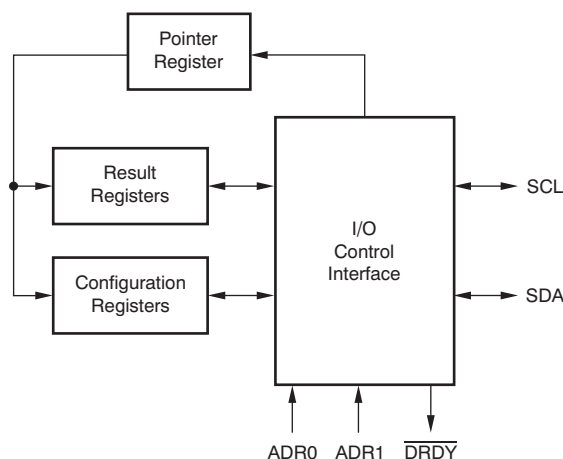 Pointer
Register
Result
Registers
Configuration
Registers
I/O
Control
Interface
SCL
SDA
ADR0 ADR1 DRDY